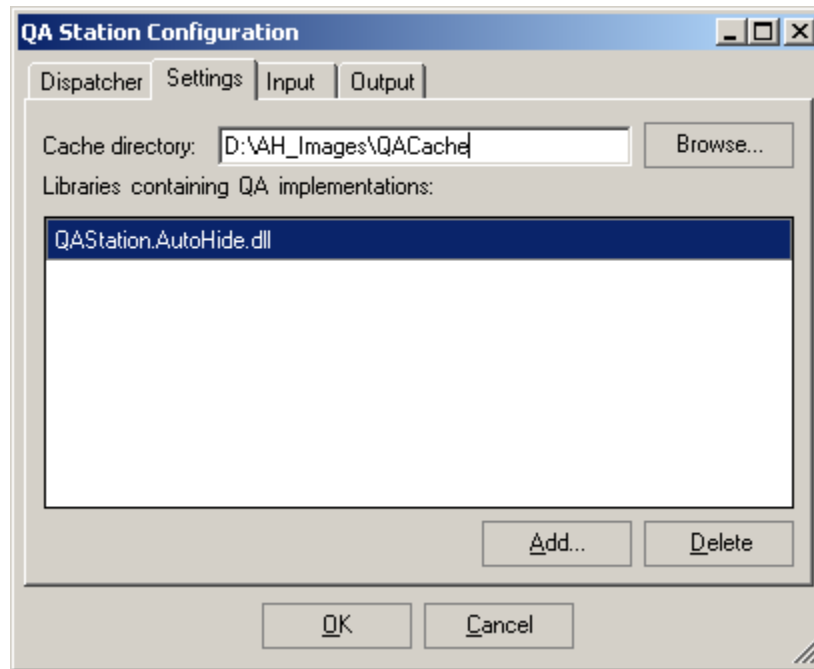 QA Station Configuration
Dispatcher Settings Input Output
Cache directory: D:\AH_Images\QACache Browse...
Libraries containing QA implementations:
QAStation.AutoHide.dll
Add... Delete
OK Cancel